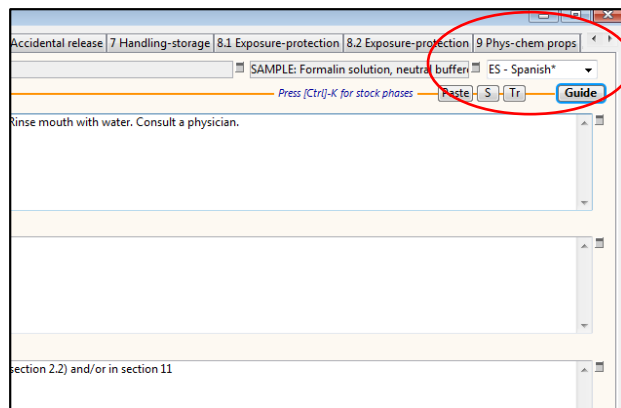 Accidental release 7 Handling-storage 8.1 Exposure-protection 8.2 Exposure-protection 9 Phys-chem props
SAMPLE: Formalin solution, neutral buffere ES - Spanish*
Press [Ctrl]-K for stock phases Paste S Tr Guide
Rinse mouth with water. Consult a physician.
section 2.2) and/or in section 11